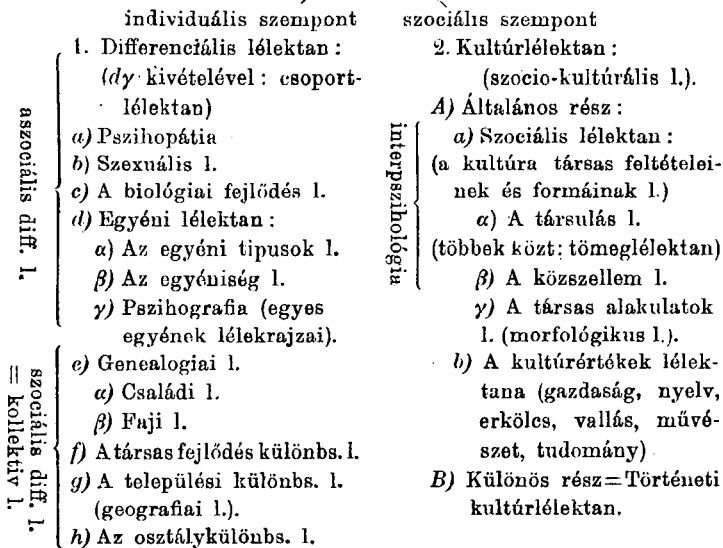 individuális szempont
1. Differenciális lélektan :
(dγ kivételével : csoport-
lélektan)
a) Pszihopátia
b) Szexuális l.
c) A biológiai fejlődés l.
d) Egyéni lélektan :
α) Az egyéni tipusok l.
β) Az egyéniség l.
γ) Pszihografia (egyes
egyének lélekrajzai).
e) Genealogiai l.
α) Családi l.
β) Faji l.
f) A társas fejlődés különbs. l.
g) A települési különbs. l.
(geografiai l.).
h) Az osztálykülönbs. l.
aszociális diff. l.
szociális diff. l.
= kollektiv l.
szociális szempont
2. Kultúrlélektan :
(szocio-kultúrális l.).
A) Általános rész :
a) Szociális lélektan :
(a kultúra társas feltételei-
nek és formáinak l.)
α) A társulás l.
(többek közt: tömeglélektan)
β) A közszellem l.
γ) A társas alakulatok
l. (morfológikus l.).
b) A kultúrértékek lélek-
tana (gazdaság, nyelv,
erkölcs, vallás, művé-
szet, tudomány)
B) Különös rész=Történeti
kultúrlélektan.
interpszihológia